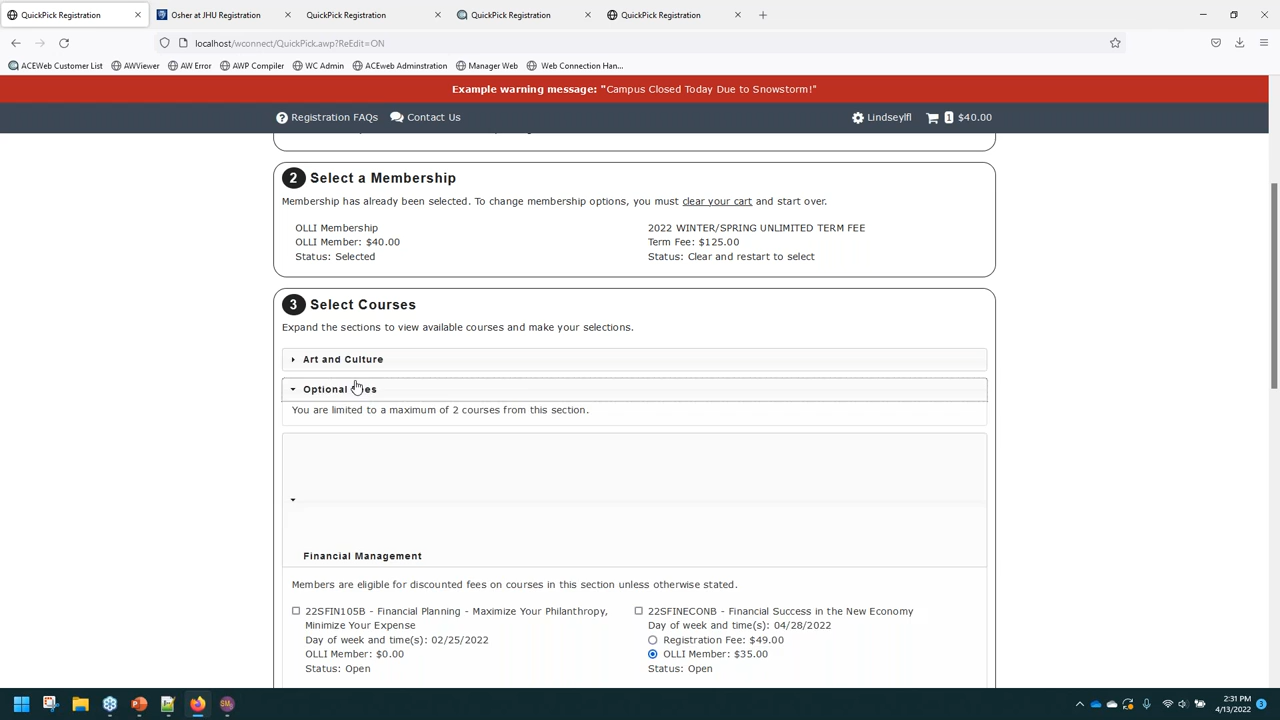 QuickPick Registration
Osher at JHU Registration
QuickPick Registration
QuickPick Registration
QuickPick Registration
localhost/wconnect/QuickPick.awp?ReEdit=ON
ACEWeb Customer List
AWViewer
AW Error
AWP Compiler
WC Admin
ACEweb Adminstration
Manager Web
Web Connection Han...
Example warning message: "Campus Closed Today Due to Snowstorm!"
Registration FAQs
Contact Us
Lindseylfl
1 $40.00
2 Select a Membership
Membership has already been selected. To change membership options, you must clear your cart and start over.
OLLI Membership
OLLI Member: $40.00
Status: Selected
2022 WINTER/SPRING UNLIMITED TERM FEE
Term Fee: $125.00
Status: Clear and restart to select
3 Select Courses
Expand the sections to view available courses and make your selections.
Art and Culture
Optional
You are limited to a maximum of 2 courses from this section.
Financial Management
Members are eligible for discounted fees on courses in this section unless otherwise stated.
22SFIN105B - Financial Planning - Maximize Your Philanthropy,
Minimize Your Expense
Day of week and time(s): 02/25/2022
OLLI Member: $0.00
Status: Open
22SFINECONB - Financial Success in the New Economy
Day of week and time(s): 04/28/2022
Registration Fee: $49.00
OLLI Member: $35.00
Status: Open
2:31 PM
4/13/2022
3